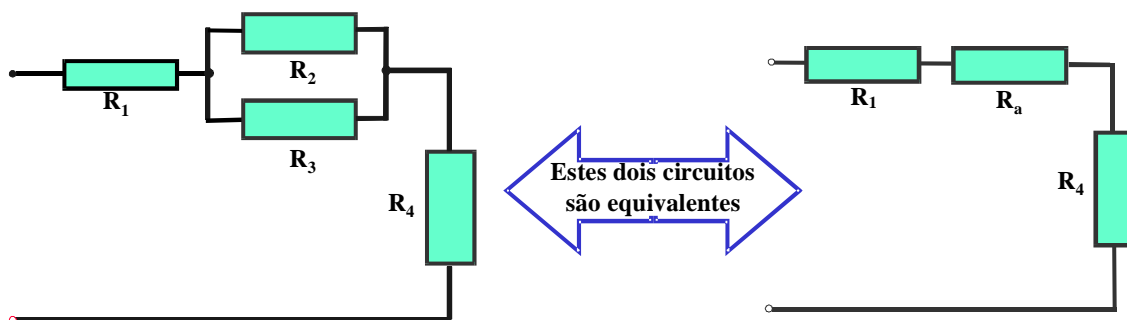 R1
R2
R3
R4
Estes dois circuitos
são equivalentes
R1
Ra
R4